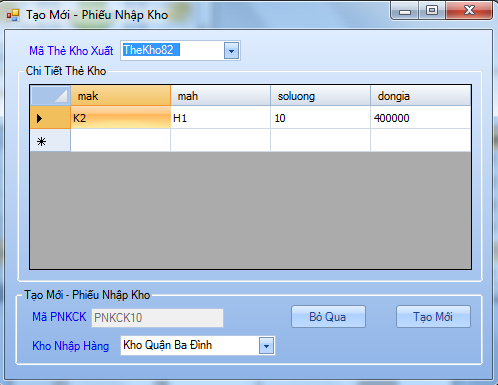 Tạo Mới - Phiếu Nhập Kho
Mã Thẻ Kho Xuất TheKho82
Chi Tiết Thẻ Kho
mak mah soluong dongia
K2 H1 10 400000
Tạo Mới - Phiếu Nhập Kho
Mã PNKCK PNKCK10 Bỏ Qua Tạo Mới
Kho Nhập Hàng Kho Quận Ba Đình